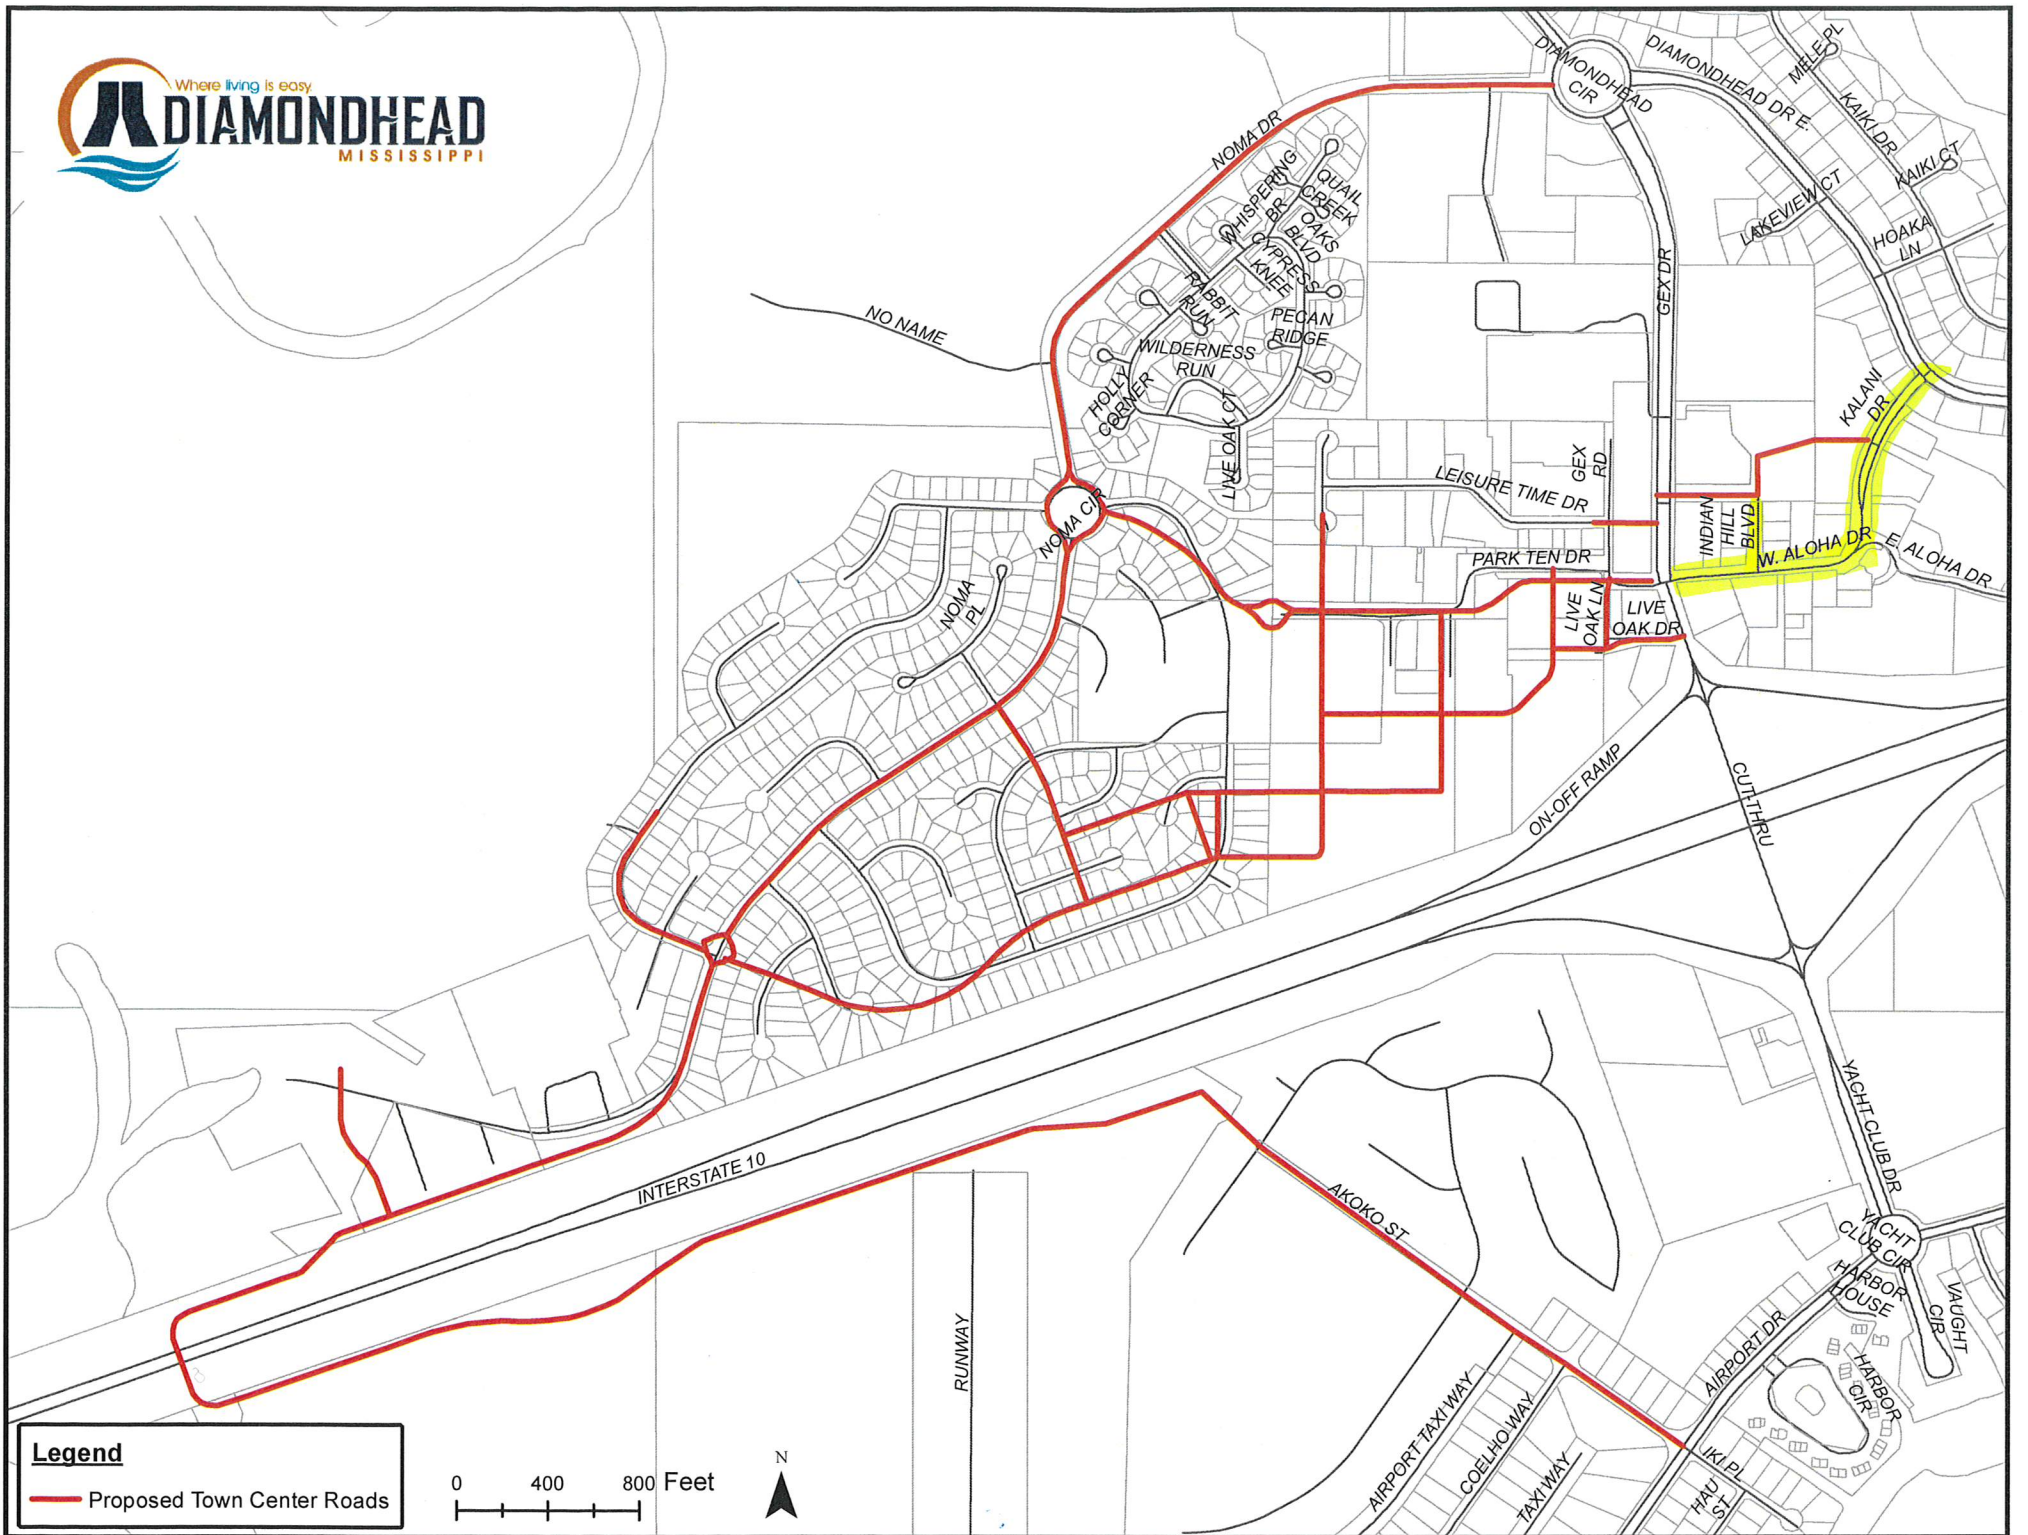 Where living is easy
DIAMONDHEAD
MISSISSIPPI
DIAMONDHEAD
CIR
DIAMONDHEAD DR E.
MELE PL
KAIKI DR
KAIKI CT
LAKEVIEW CT
HOAKA
LN
NOMA DR
WHISPERING
BR
QUAIL
CREEK
OAKS
BLVD
CYPRESS
KNEE
RABBIT
RUN
PECAN
RIDGE
WILDERNESS
RUN
HOLLY
CORNER
LIVE OAK CT
NO NAME
GEX DR
KALANI
DR
GEX
RD
LEISURE TIME DR
INDIAN
HILL
BLVD
W. ALOHA DR
E. ALOHA DR
NOMA CIR
PARK TEN DR
NOMA
PL
LIVE
OAK LN
LIVE
OAK DR
ON-OFF RAMP
CUT-THRU
INTERSTATE 10
YACHT CLUB DR
AKOKO ST
YACHT
CLUB CIR
HARBOR
HOUSE
VAUGHT
CIR
AIRPORT DR
HARBOR
CIR
RUNWAY
AIRPORT TAXI WAY
COELHO WAY
TAXI WAY
IKI PL
HAU
ST
Legend
Proposed Town Center Roads
0 400 800 Feet
N